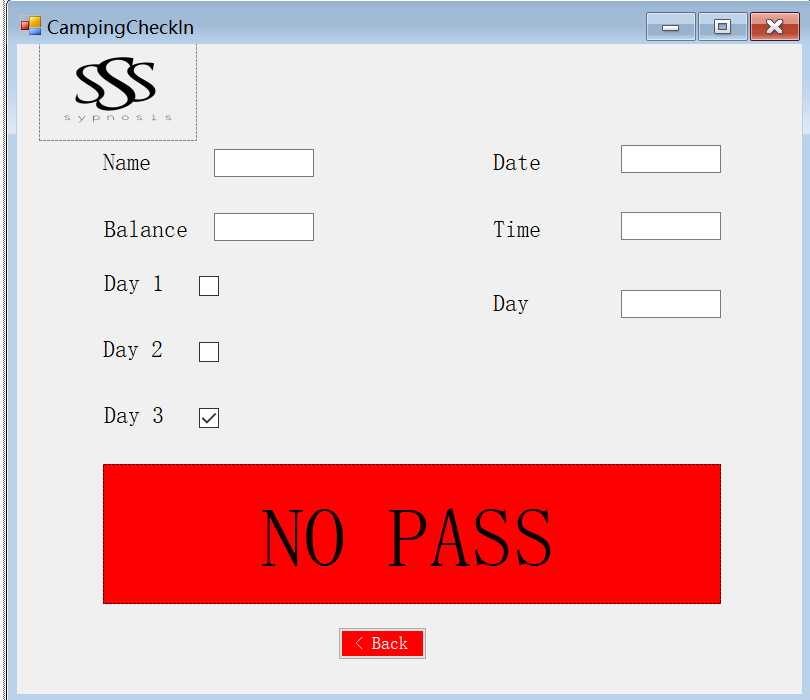 CampingCheckIn
SSS
sypnosis
Name
Date
Balance
Time
Day 1
Day
Day 2
Day 3
NO PASS
< Back